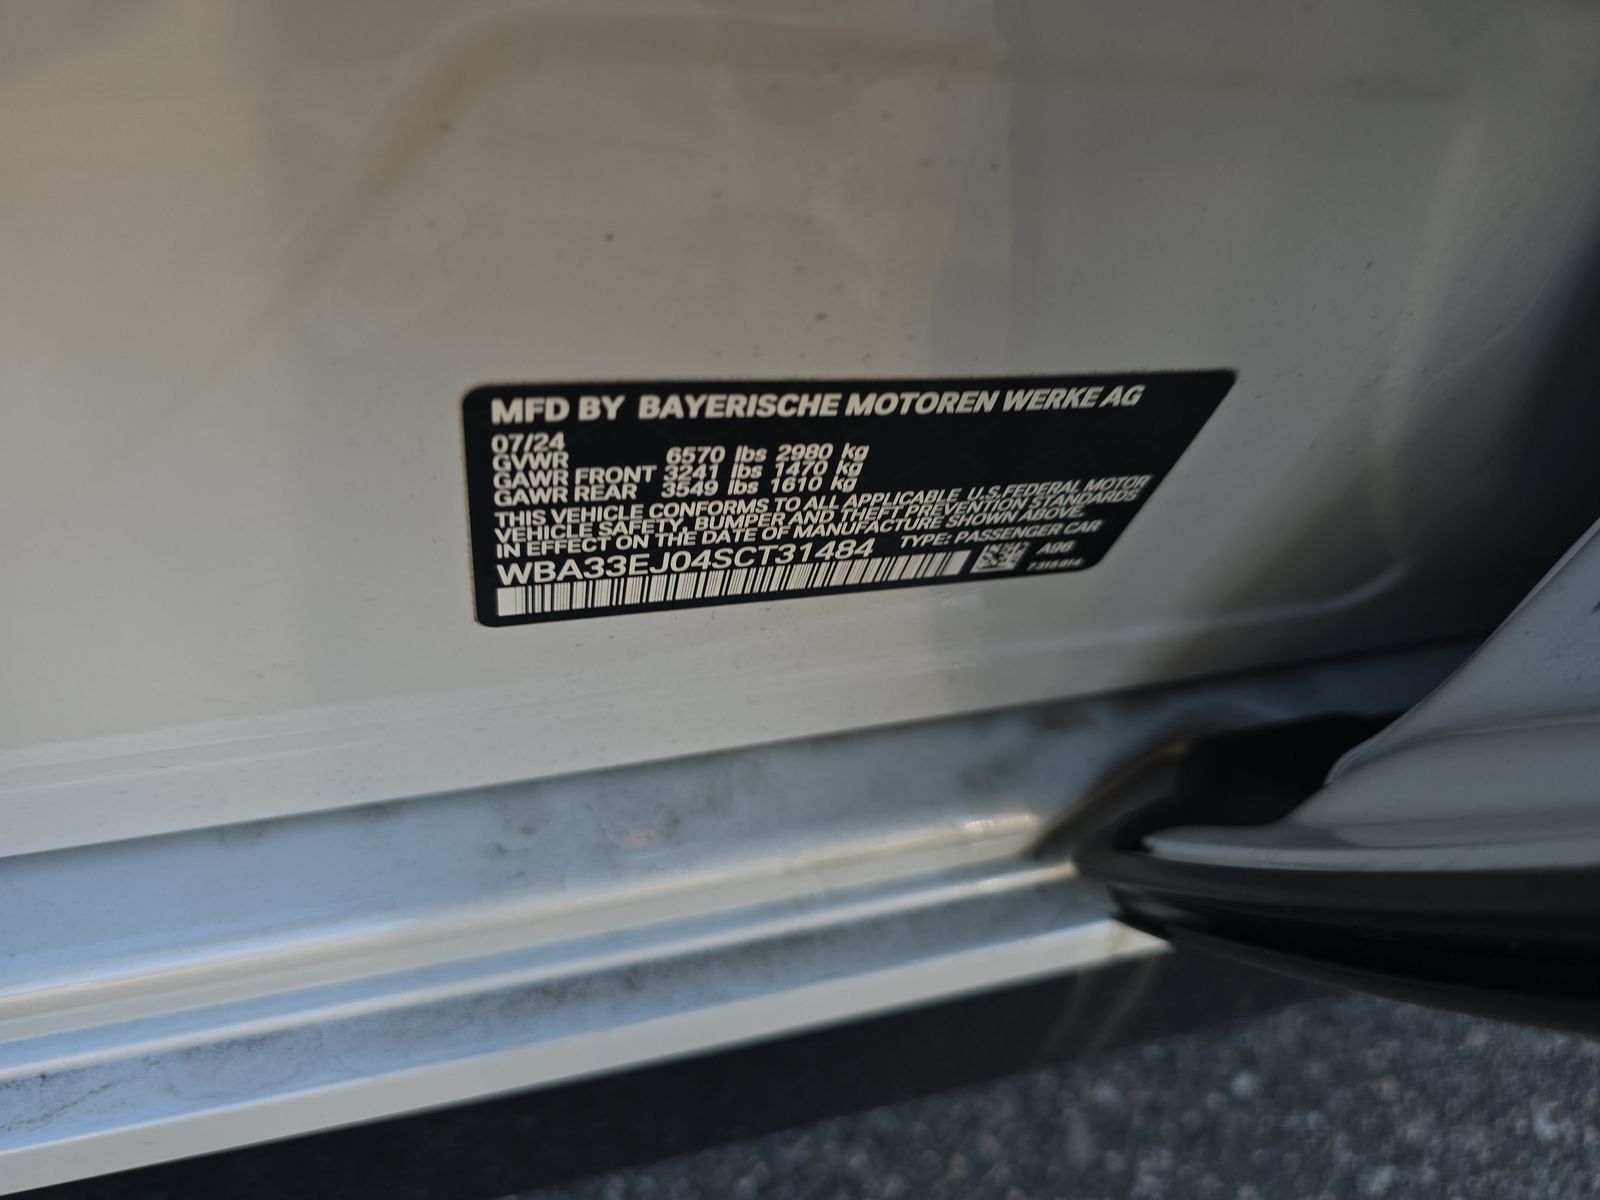 MFD BY BAYERISCHE MOTOREN WERKE AG
07/24
GVWR 6570 lbs 2980 kg
GAWR FRONT 3241 lbs 1470 kg
GAWR REAR 3549 lbs 1610 kg
THIS VEHICLE CONFORMS TO ALL APPLICABLE U.S.FEDERAL MOTOR
VEHICLE SAFETY, BUMPER AND THEFT PREVENTION STANDARDS
IN EFFECT ON THE DATE OF MANUFACTURE SHOWN ABOVE.
WBA33EJ04SCT31484 TYPE: PASSENGER CAR
A96